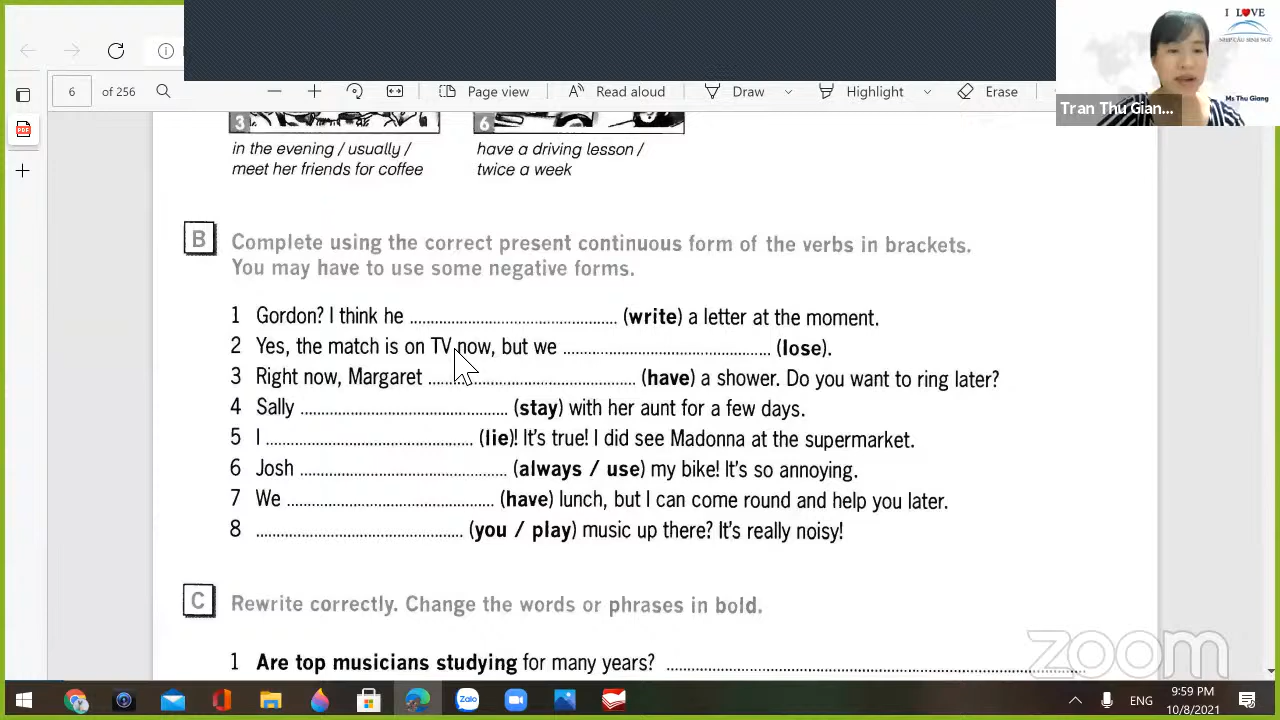 I LOVE
NHỊP CẦU SINH NGỮ
Ms Thu Giang
Tran Thu Gian...
6 of 256
Page view
Read aloud
Draw
Highlight
Erase
3
6
in the evening / usually /
meet her friends for coffee
have a driving lesson /
twice a week
B
Complete using the correct present continuous form of the verbs in brackets.
You may have to use some negative forms.
1 Gordon? I think he .................................................. (write) a letter at the moment.
2 Yes, the match is on TV now, but we .................................................. (lose).
3 Right now, Margaret .................................................. (have) a shower. Do you want to ring later?
4 Sally .................................................. (stay) with her aunt for a few days.
5 I .................................................. (lie)! It's true! I did see Madonna at the supermarket.
6 Josh .................................................. (always / use) my bike! It's so annoying.
7 We .................................................. (have) lunch, but I can come round and help you later.
8 .................................................. (you / play) music up there? It's really noisy!
C
Rewrite correctly. Change the words or phrases in bold.
1 Are top musicians studying for many years? ..................................................
zoom
Zalo
ENG
9:59 PM
10/8/2021